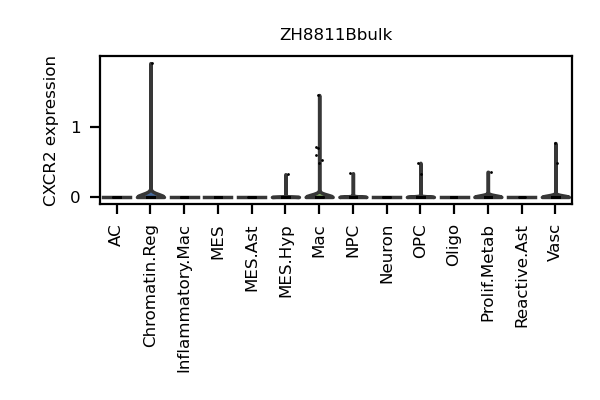 ZH8811Bbulk
CXCR2 expression
1
0
AC
Chromatin.Reg
Inflammatory.Mac
MES
MES.Ast
MES.Hyp
Mac
NPC
Neuron
OPC
Oligo
Prolif.Metab
Reactive.Ast
Vasc